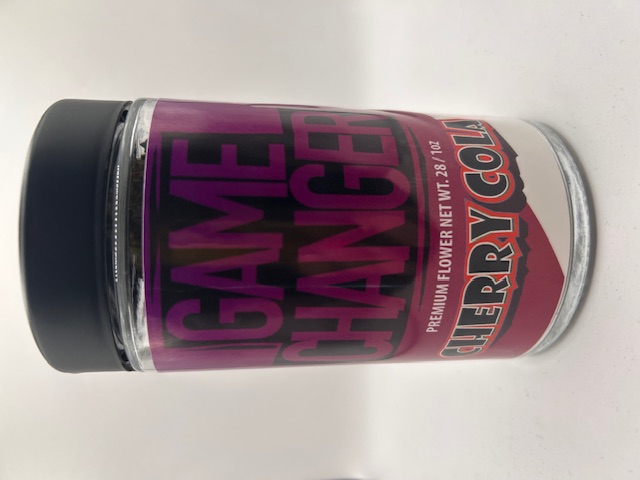 GAME
CHANGER
PREMIUM FLOWER NET WT. 28 / 1oz
CHERRY COLA